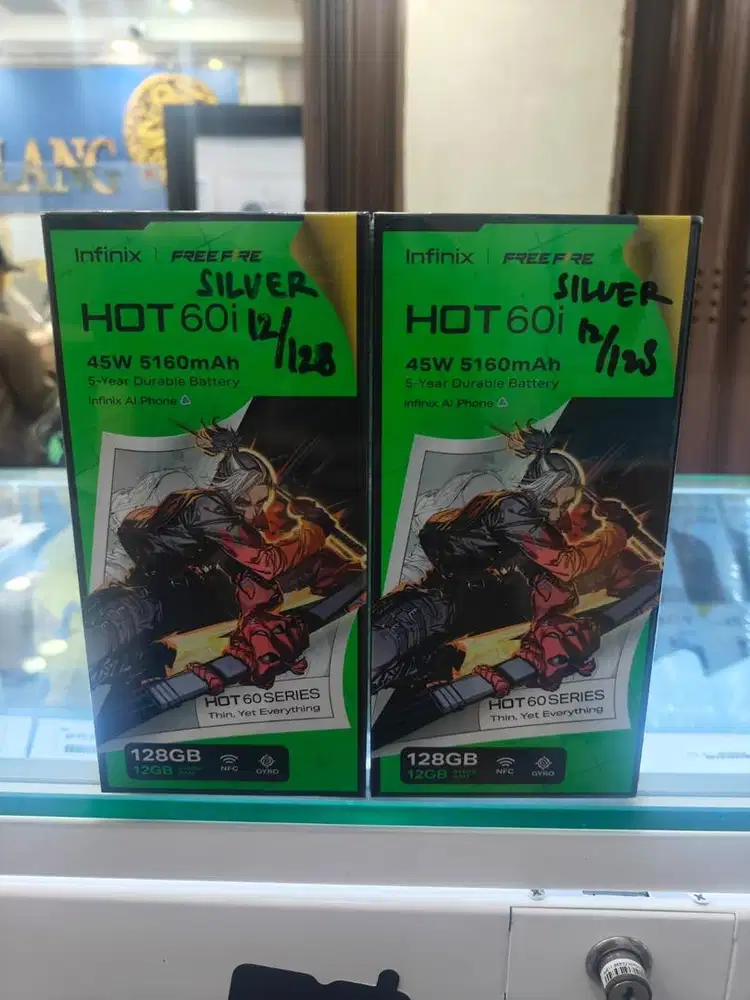 LANG
Infinix | FREE FIRE
SILVER
HOT 60i 12/128
45W 5160mAh
5-Year Durable Battery
Infinix AI Phone
HOT 60 SERIES
Thin, Yet Everything
128GB
12GB
NFC
GYRO
Infinix | FREE FIRE
SILVER
HOT 60i 12/128
45W 5160mAh
5-Year Durable Battery
Infinix AI Phone
HOT 60 SERIES
Thin, Yet Everything
128GB
12GB
NFC
GYRO